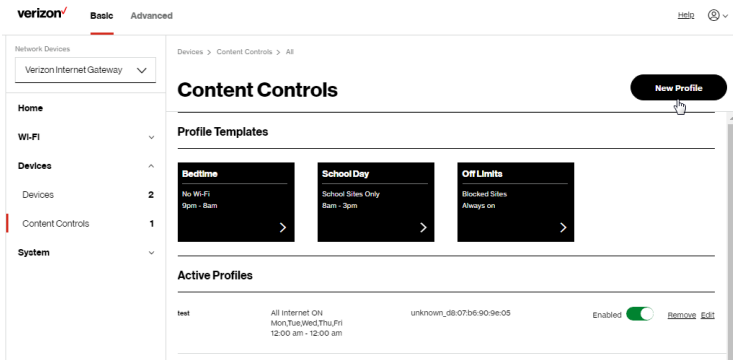 verizon✓
Basic
Advanced
Help
Network Devices
Verizon Internet Gateway
Home
Wi-Fi
Devices
Devices 2
Content Controls 1
System
Devices > Content Controls > All
Content Controls
New Profile
Profile Templates
Bedtime
No Wi-Fi
9pm - 8am
School Day
School Sites Only
8am - 3pm
Off Limits
Blocked Sites
Always on
Active Profiles
test
All Internet ON
Mon,Tue,Wed,Thu,Fri
12:00 am - 12:00 am
unknown_d8:07:b6:90:9e:05
Enabled
Remove Edit